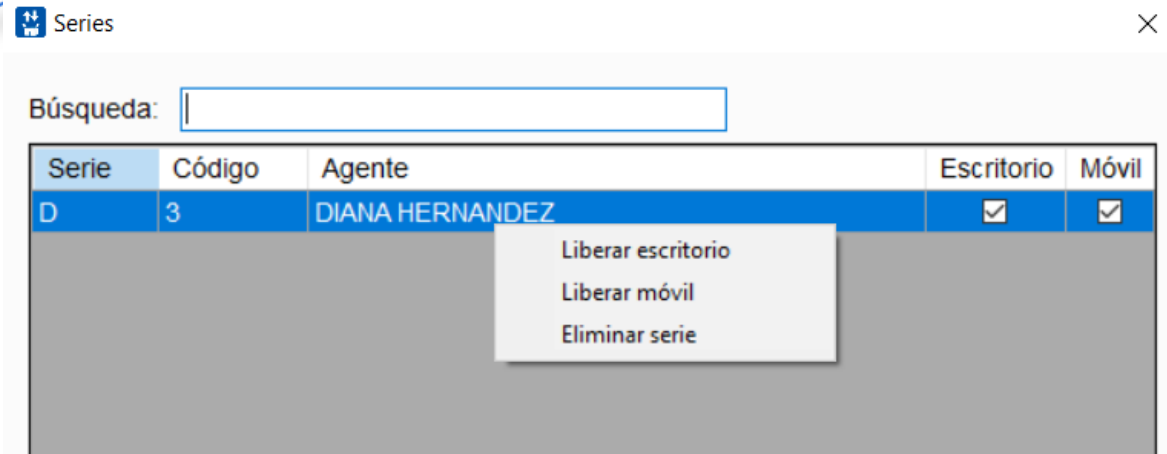 Series
Búsqueda:
Serie Código Agente Escritorio Móvil
D 3 DIANA HERNANDEZ
Liberar escritorio
Liberar móvil
Eliminar serie